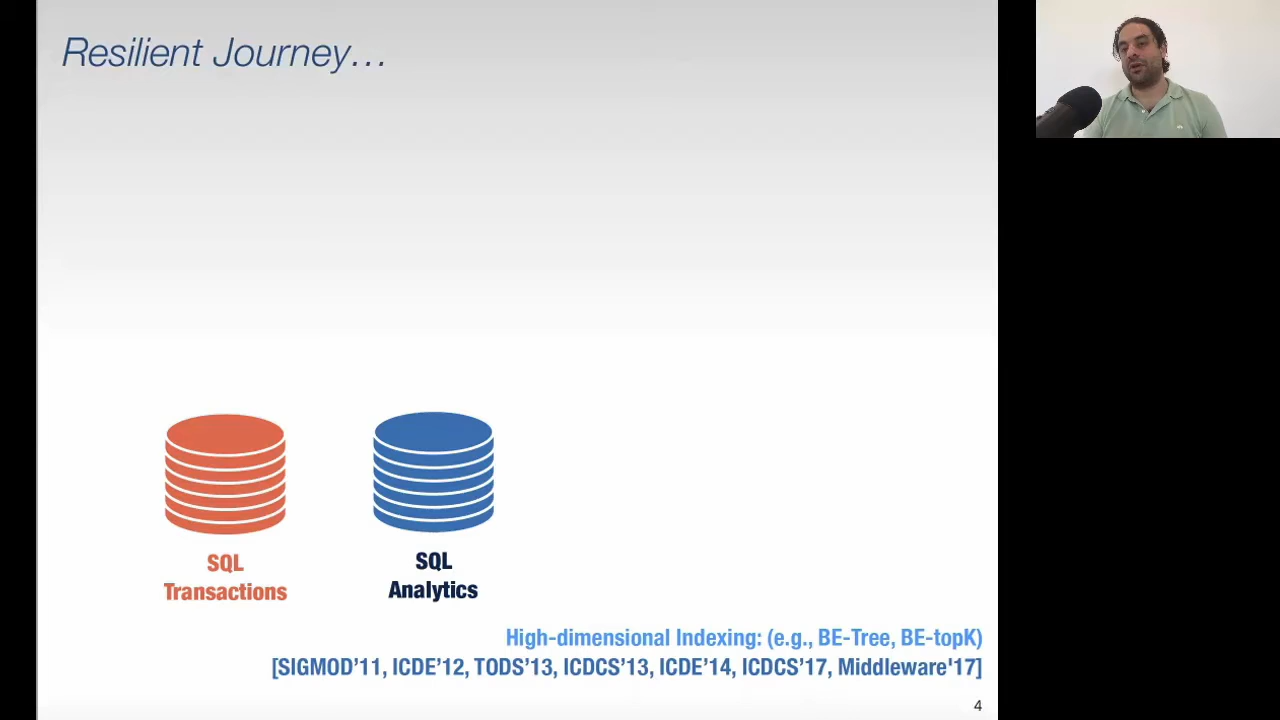 Resilient Journey...
SQL
Transactions
SQL
Analytics
High-dimensional Indexing: (e.g., BE-Tree, BE-topK)
[SIGMOD’11, ICDE’12, TODS’13, ICDCS’13, ICDE’14, ICDCS’17, Middleware'17]
4